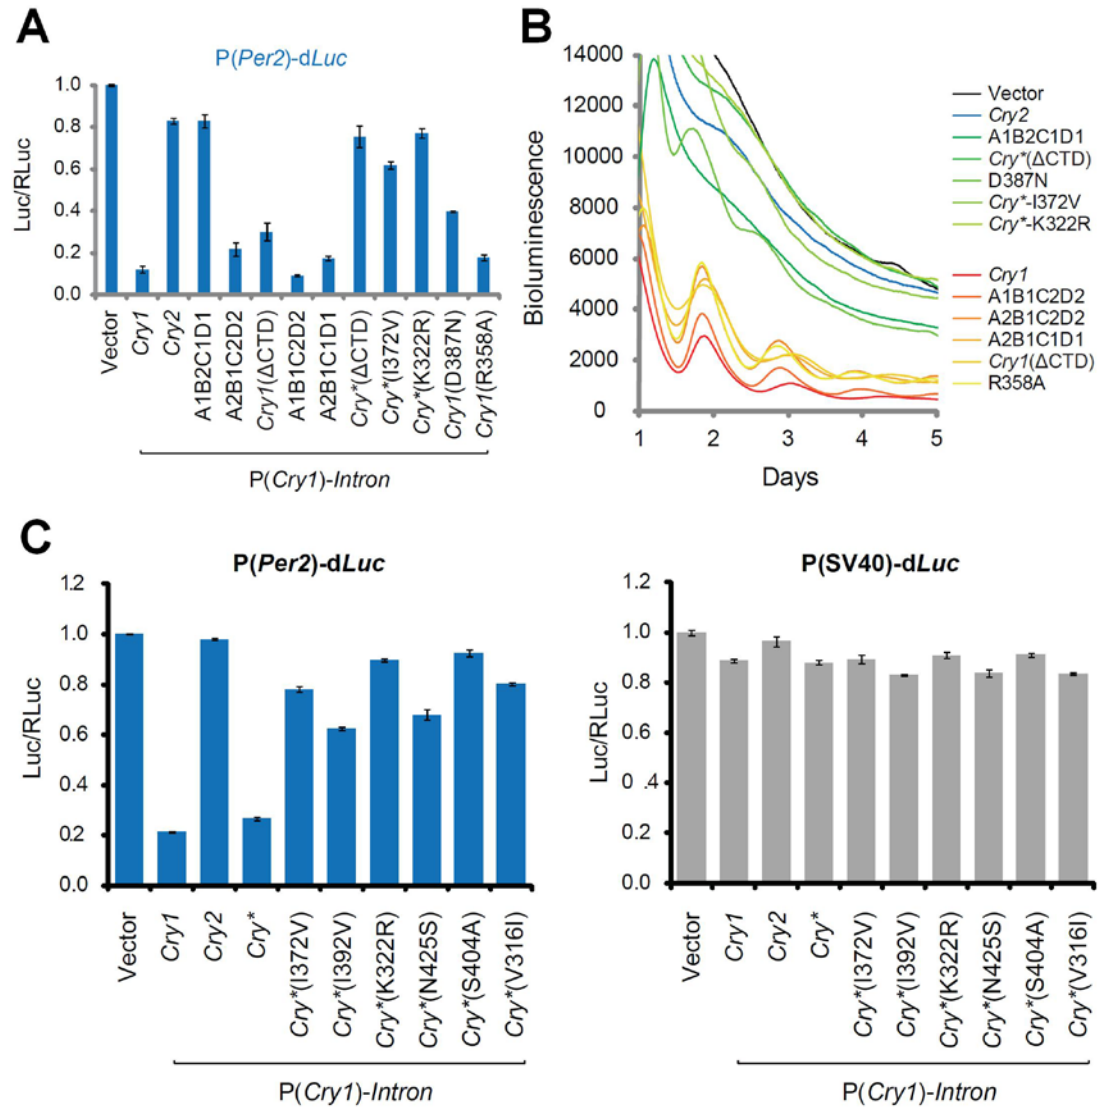 A
P(Per2)-dLuc
Luc/RLuc
1.0
0.8
0.6
0.4
0.2
0.0
Vector
Cry1
Cry2
A1B2C1D1
A2B1C2D2
Cry1(ΔCTD)
A1B1C2D2
A2B1C1D1
Cry*(ΔCTD)
Cry*(I372V)
Cry*(K322R)
Cry1(D387N)
Cry1(R358A)
P(Cry1)-Intron
B
Bioluminescence
14000
12000
10000
8000
6000
4000
2000
0
1 2 3 4 5
Days
Vector
Cry2
A1B2C1D1
Cry*(ΔCTD)
D387N
Cry*-I372V
Cry*-K322R
Cry1
A1B1C2D2
A2B1C2D2
A2B1C1D1
Cry1(ΔCTD)
R358A
C
P(Per2)-dLuc
Luc/RLuc
1.2
1.0
0.8
0.6
0.4
0.2
0.0
Vector
Cry1
Cry2
Cry*
Cry*(I372V)
Cry*(I392V)
Cry*(K322R)
Cry*(N425S)
Cry*(S404A)
Cry*(V316I)
P(Cry1)-Intron
P(SV40)-dLuc
Luc/RLuc
1.2
1.0
0.8
0.6
0.4
0.2
0.0
Vector
Cry1
Cry2
Cry*
Cry*(I372V)
Cry*(I392V)
Cry*(K322R)
Cry*(N425S)
Cry*(S404A)
Cry*(V316I)
P(Cry1)-Intron